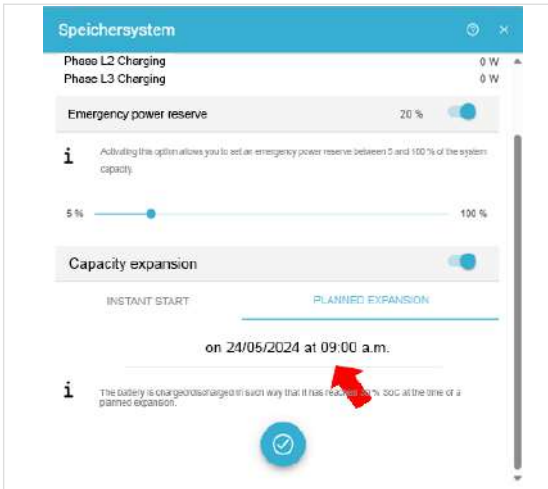 Speichersystem
Phase L2 Charging 0 W
Phase L3 Charging 0 W
Emergency power reserve 20 %
i Activating this option allows you to set an emergency power reserve between 5 and 100 % of the system
capacity.
5 % 100 %
Capacity expansion
INSTANT START PLANNED EXPANSION
on 24/05/2024 at 09:00 a.m.
i The battery is charged/discharged in such way that it has reached % SoC at the time of a
planned expansion.